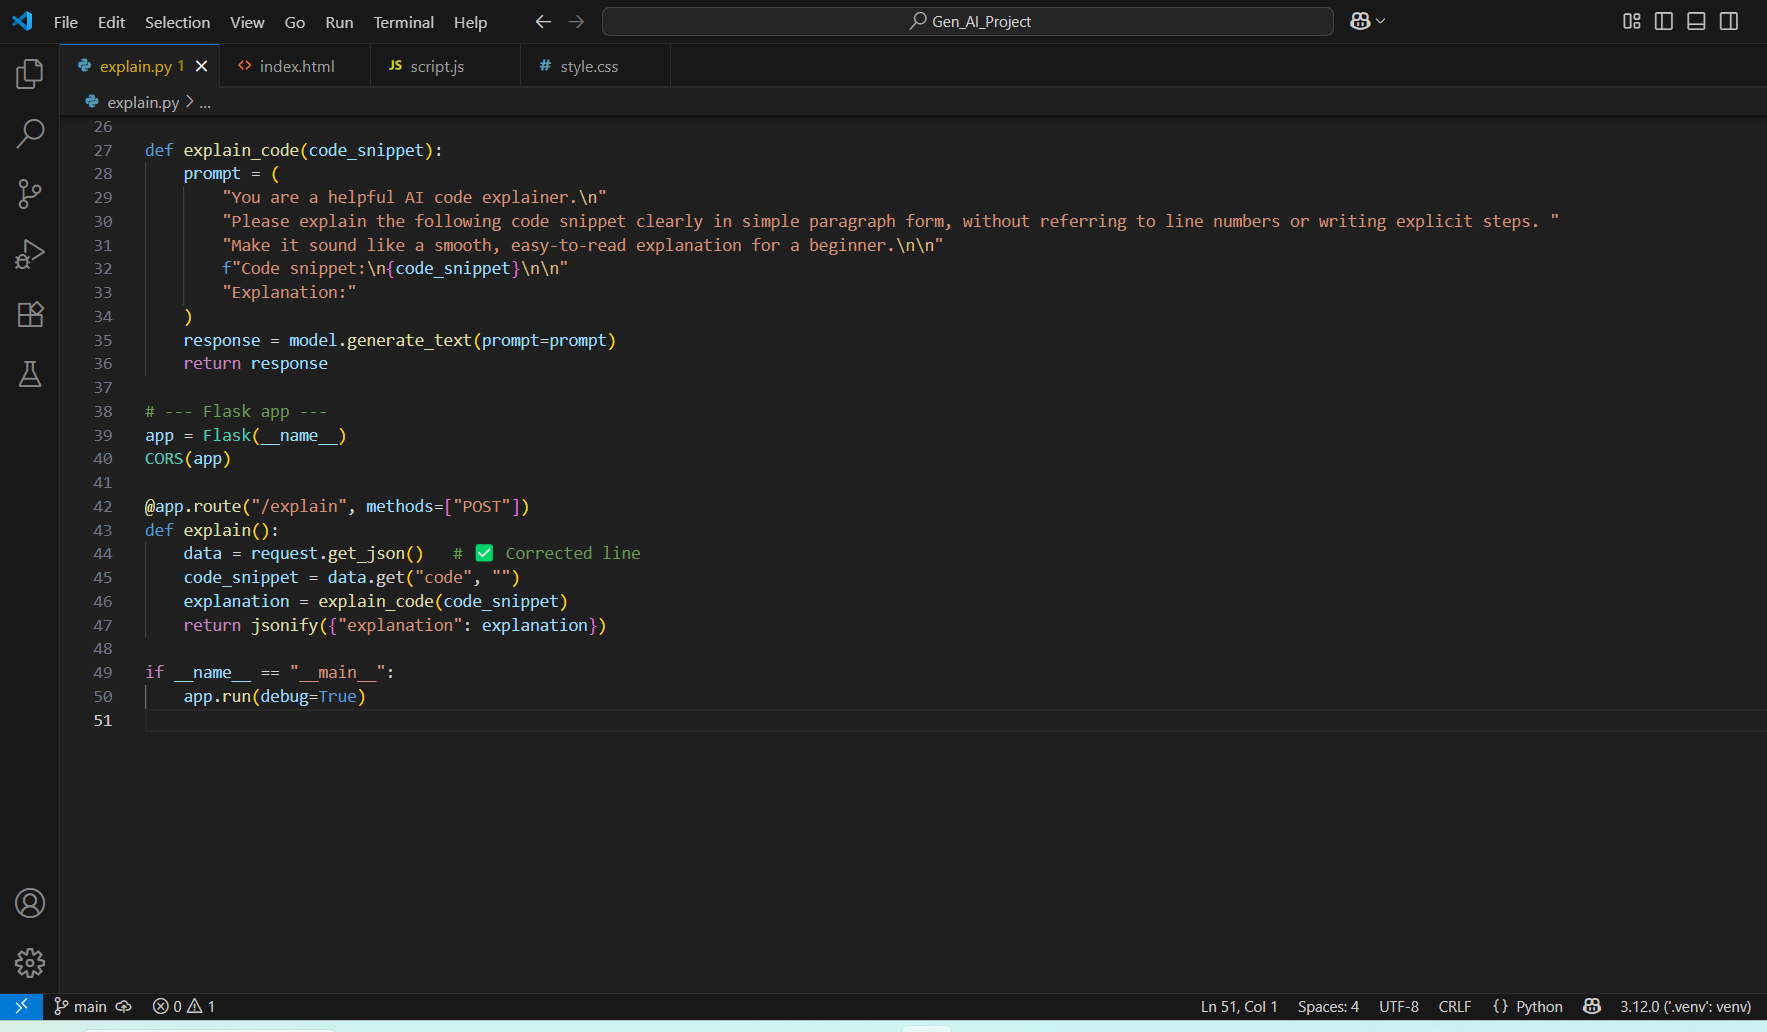 File Edit Selection View Go Run Terminal Help
Gen_AI_Project
explain.py 1
index.html
JS script.js
# style.css
explain.py > ...
26
27 def explain_code(code_snippet):
28     prompt = (
29         "You are a helpful AI code explainer.\n"
30         "Please explain the following code snippet clearly in simple paragraph form, without referring to line numbers or writing explicit steps. "
31         "Make it sound like a smooth, easy-to-read explanation for a beginner.\n\n"
32         f"Code snippet:\n{code_snippet}\n\n"
33         "Explanation:"
34     )
35     response = model.generate_text(prompt=prompt)
36     return response
37
38 # --- Flask app ---
39 app = Flask(__name__)
40 CORS(app)
41
42 @app.route("/explain", methods=["POST"])
43 def explain():
44     data = request.get_json()   # ✅ Corrected line
45     code_snippet = data.get("code", "")
46     explanation = explain_code(code_snippet)
47     return jsonify({"explanation": explanation})
48
49 if __name__ == "__main__":
50     app.run(debug=True)
51
main 0 1 Ln 51, Col 1 Spaces: 4 UTF-8 CRLF {} Python 3.12.0 ('.venv': venv)